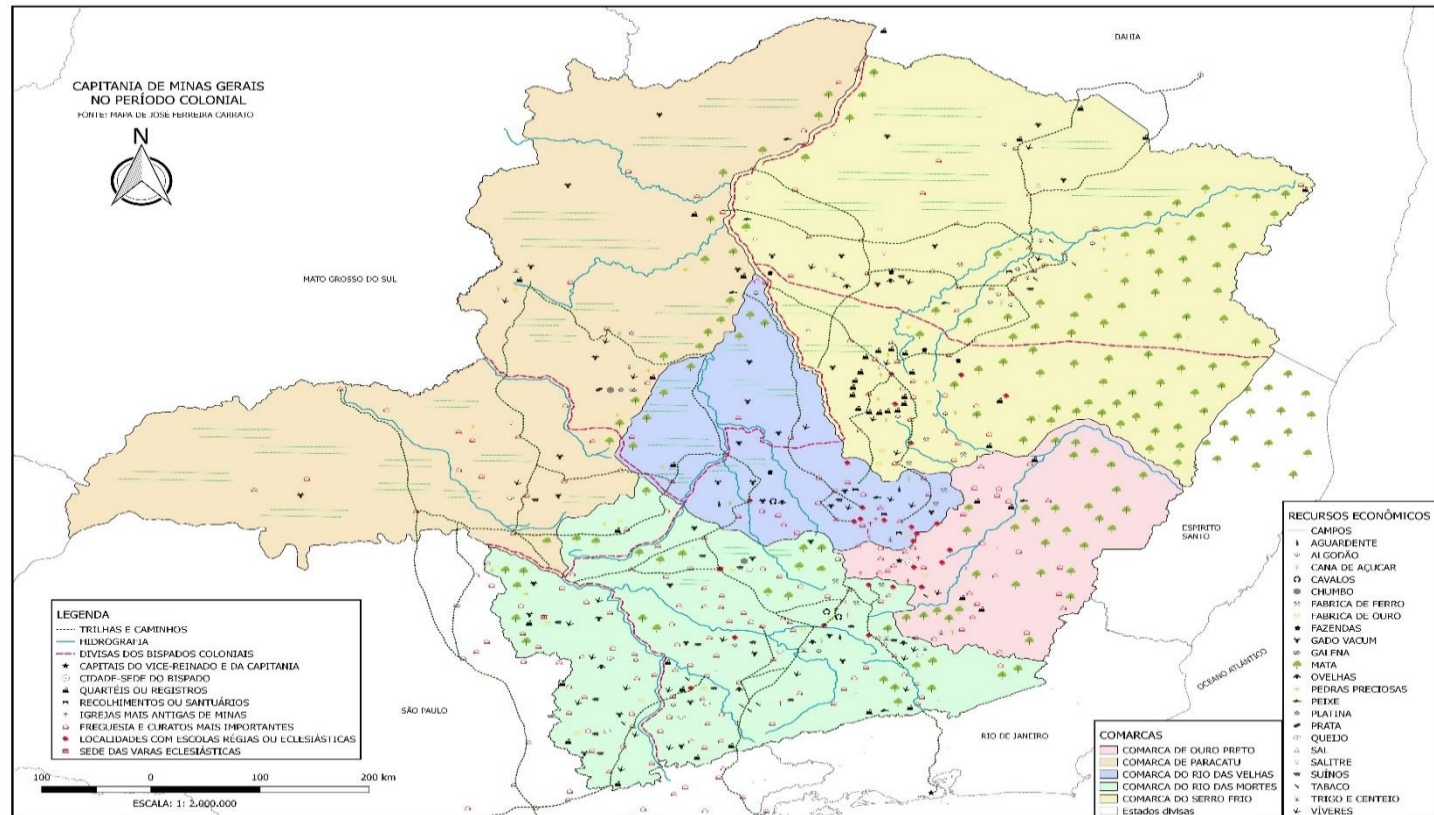 CAPITANIA DE MINAS GERAIS
NO PERÍODO COLONIAL
FONTE: MAPA DE JOSÉ FERREIRA CARRATO
N
BAHIA
MATO GROSSO DO SUL
ESPIRITO
SANTO
OCEANO ATLÂNTICO
SÃO PAULO
RIO DE JANEIRO
LEGENDA
TRILHAS E CAMINHOS
HIDROGRAFIA
DIVISAS DOS BISPADOS COLONIAIS
CAPITAIS DO VICE-REINADO E DA CAPITANIA
CIDADE-SEDE DO BISPADO
QUARTÉIS OU REGISTROS
RECOLHIMENTOS OU SANTUÁRIOS
IGREJAS MAIS ANTIGAS DE MINAS
FREGUESIA E CURATOS MAIS IMPORTANTES
LOCALIDADES COM ESCOLAS RÉGIAS OU ECLESIÁSTICAS
SEDE DAS VARAS ECLESIÁSTICAS
100 0 100 200 km
ESCALA: 1: 2.000.000
COMARCAS
COMARCA DE OURO PRETO
COMARCA DE PARACATU
COMARCA DO RIO DAS VELHAS
COMARCA DO RIO DAS MORTES
COMARCA DO SERRO FRIO
Estados divisas
RECURSOS ECONÔMICOS
CAMPOS
AGUARDENTE
ALGODÃO
CANA DE AÇUCAR
CAVALOS
CHUMBO
FABRICA DE FERRO
FABRICA DE OURO
FAZENDAS
GADO VACUM
GALENA
MATA
OVELHAS
PEDRAS PRECIOSAS
PEIXE
PLATINA
PRATA
QUEIJO
SAL
SALITRE
SUÍNOS
TABACO
TRIGO E CENTEIO
VÍVERES